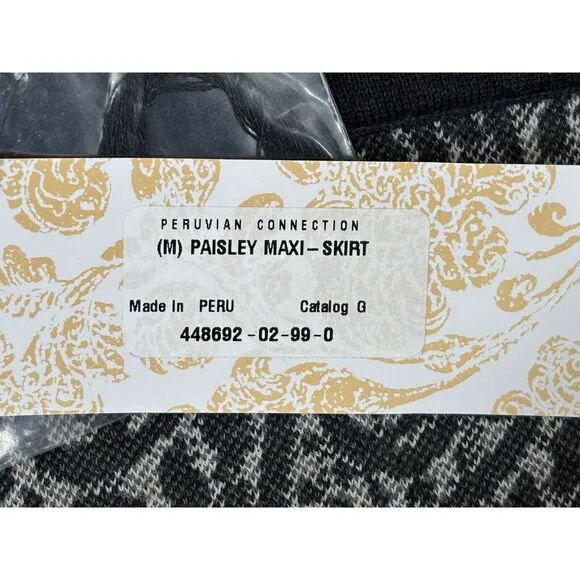 PERUVIAN CONNECTION
(M) PAISLEY MAXI-SKIRT
Made In PERU Catalog G
448692-02-99-0